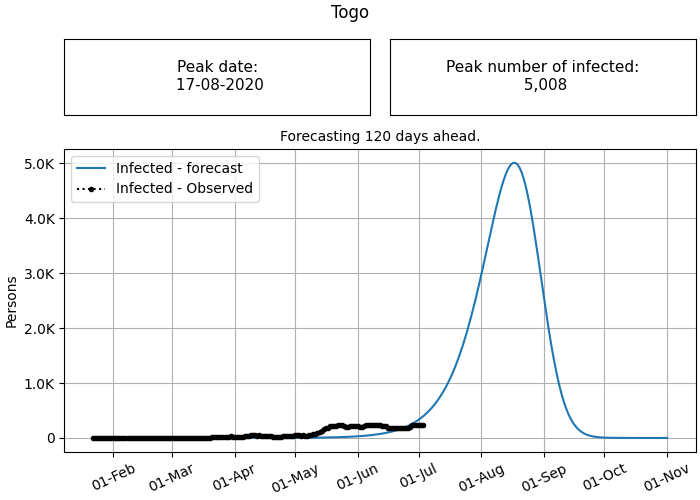 Togo
Peak date:
17-08-2020
Peak number of infected:
5,008
Forecasting 120 days ahead.
Infected - forecast
Infected - Observed
Persons
5.0K
4.0K
3.0K
2.0K
1.0K
0
01-Feb
01-Mar
01-Apr
01-May
01-Jun
01-Jul
01-Aug
01-Sep
01-Oct
01-Nov